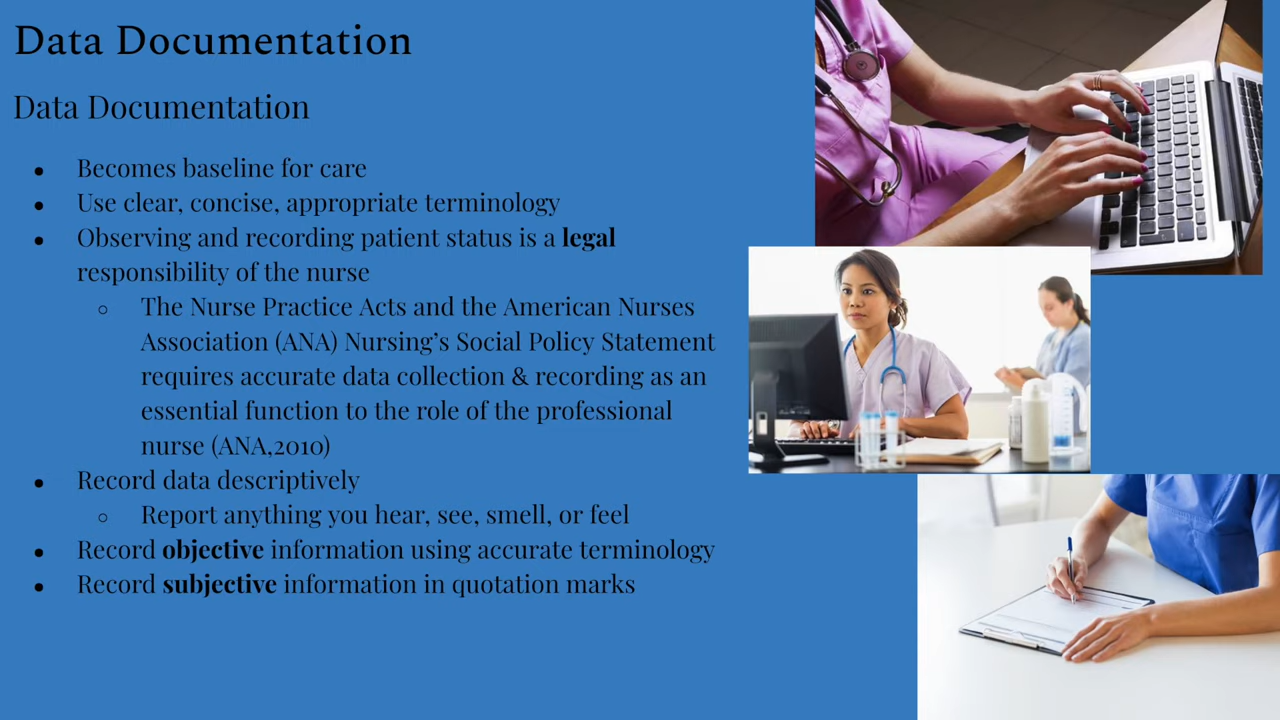 Data Documentation
Data Documentation
● Becomes baseline for care
● Use clear, concise, appropriate terminology
● Observing and recording patient status is a legal
responsibility of the nurse
○ The Nurse Practice Acts and the American Nurses
Association (ANA) Nursing’s Social Policy Statement
requires accurate data collection & recording as an
essential function to the role of the professional
nurse (ANA,2010)
● Record data descriptively
○ Report anything you hear, see, smell, or feel
● Record objective information using accurate terminology
● Record subjective information in quotation marks